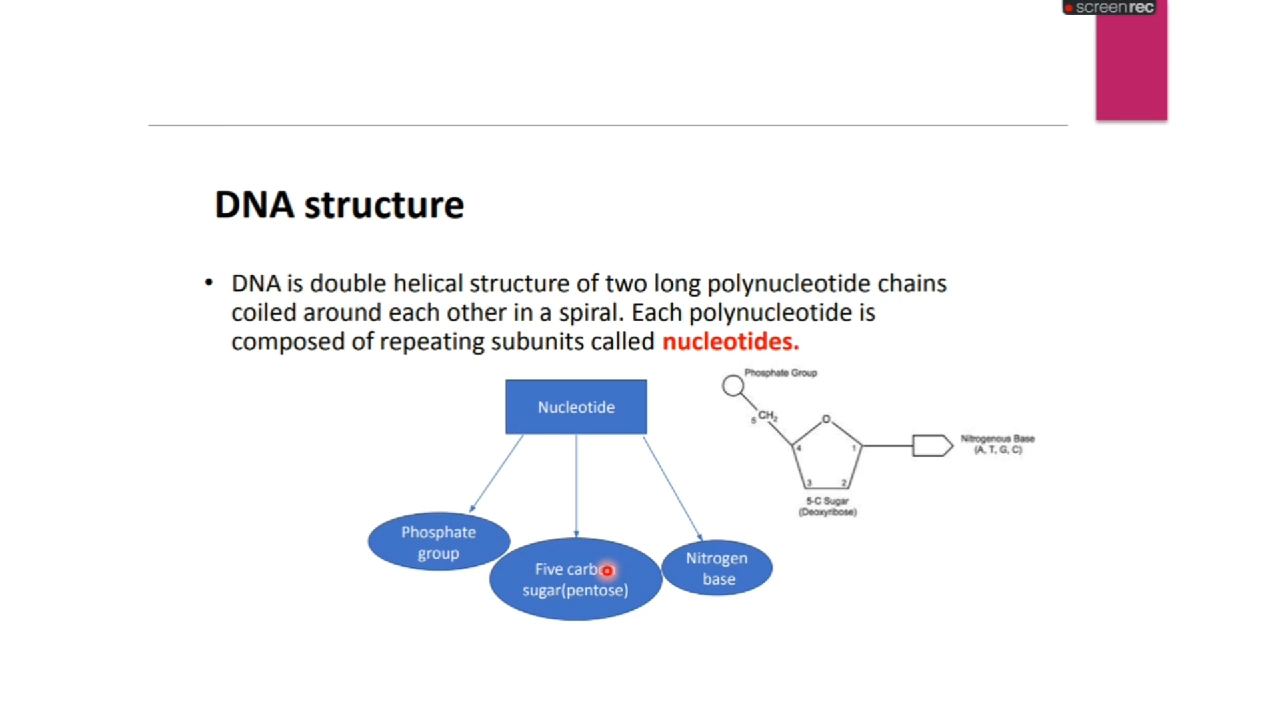 screenrec
DNA structure
• DNA is double helical structure of two long polynucleotide chains
coiled around each other in a spiral. Each polynucleotide is
composed of repeating subunits called nucleotides.
Nucleotide
Phosphate
group
Five carb
sugar(pentose)
Nitrogen
base
Phosphate Group
5 CH2
O
4
1
3
2
5-C Sugar
(Deoxyribose)
Nitrogenous Base
(A, T, G, C)